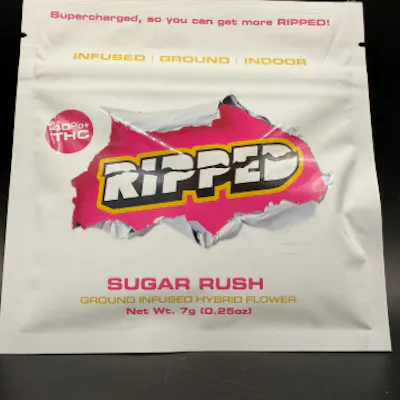 Supercharged, so you can get more RIPPED!
INFUSED | GROUND | INDOOR
40%+
THC
RIPPED
SUGAR RUSH
GROUND INFUSED HYBRID FLOWER
Net Wt. 7g (0.25oz)